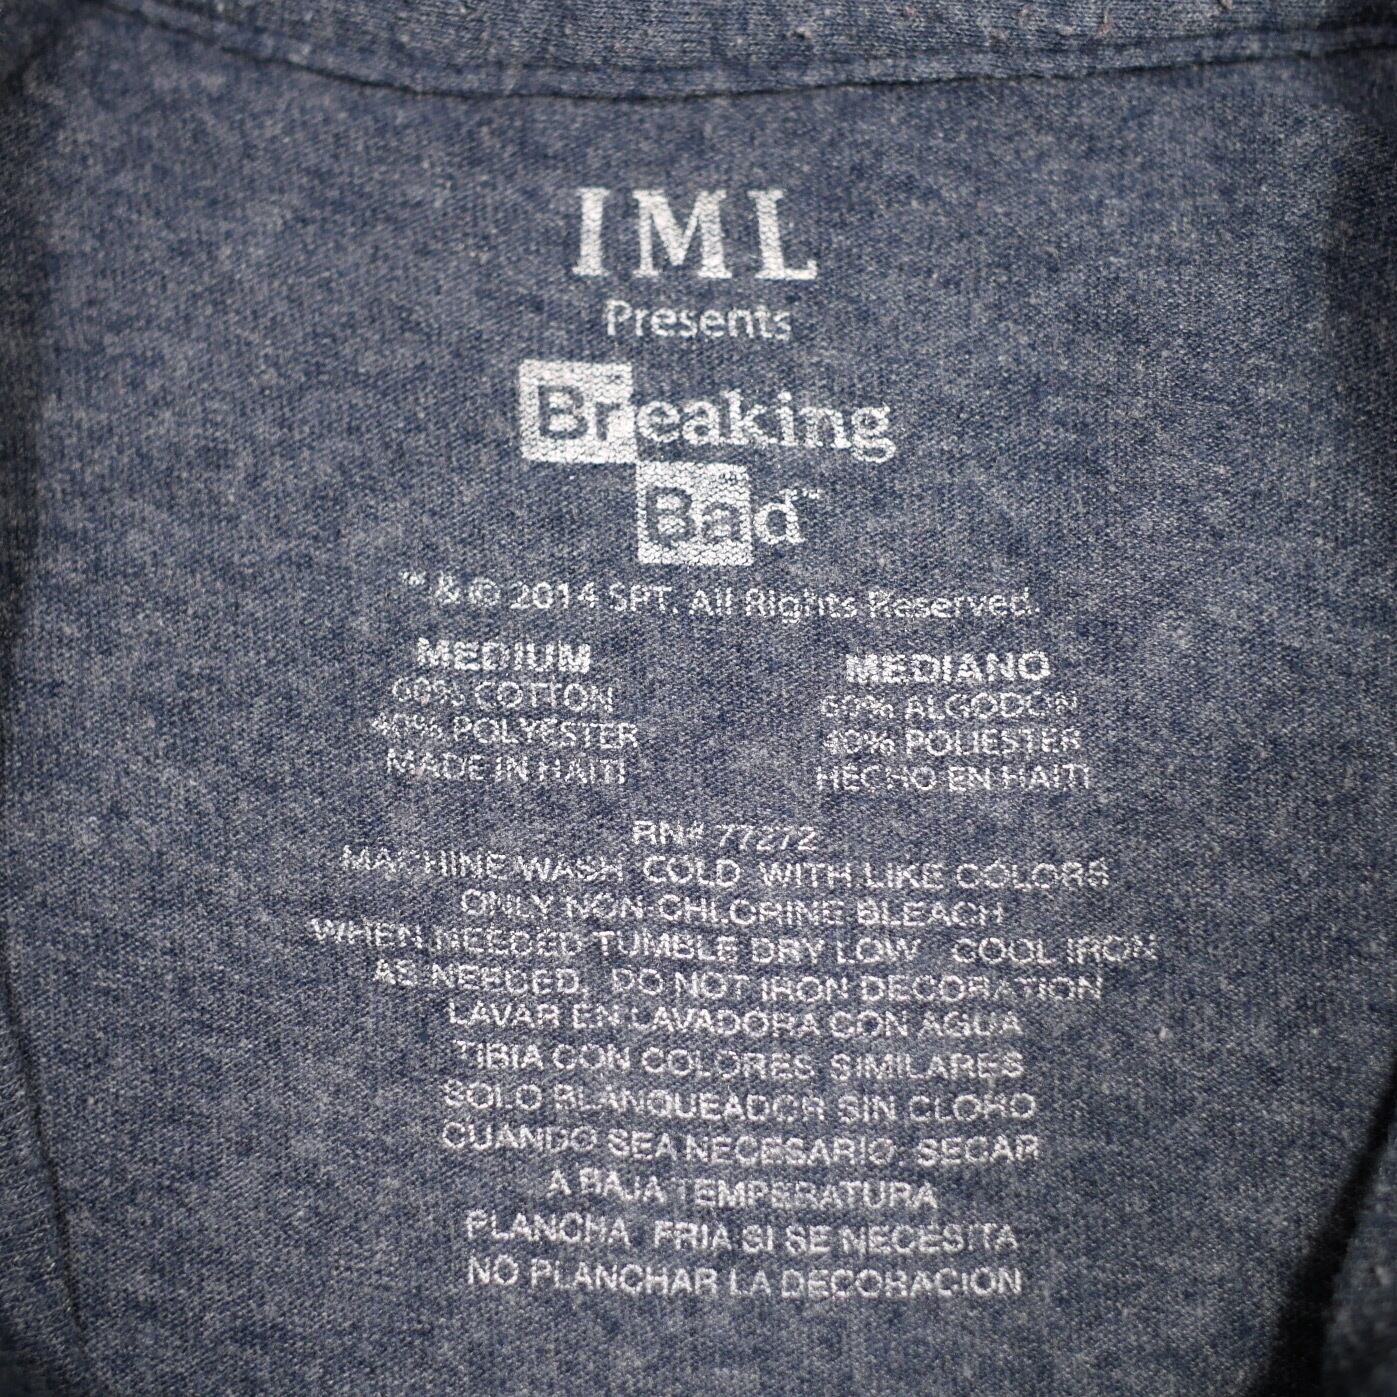 IML
Presents
Breaking
Bad™
™ & © 2014 SPT. All Rights Reserved.
MEDIUM
60% COTTON
40% POLYESTER
MADE IN HAITI
MEDIANO
60% ALGODÓN
40% POLIESTER
HECHO EN HAITI
RN# 77272
MACHINE WASH COLD WITH LIKE COLORS
ONLY NON-CHLORINE BLEACH
WHEN NEEDED TUMBLE DRY LOW COOL IRON
AS NEEDED. DO NOT IRON DECORATION
LAVAR EN LAVADORA CON AGUA
TIBIA CON COLORES SIMILARES
SOLO BLANQUEADOR SIN CLORO
CUANDO SEA NECESARIO. SECAR
A BAJA TEMPERATURA
PLANCHA FRIA SI SE NECESITA
NO PLANCHAR LA DECORACION